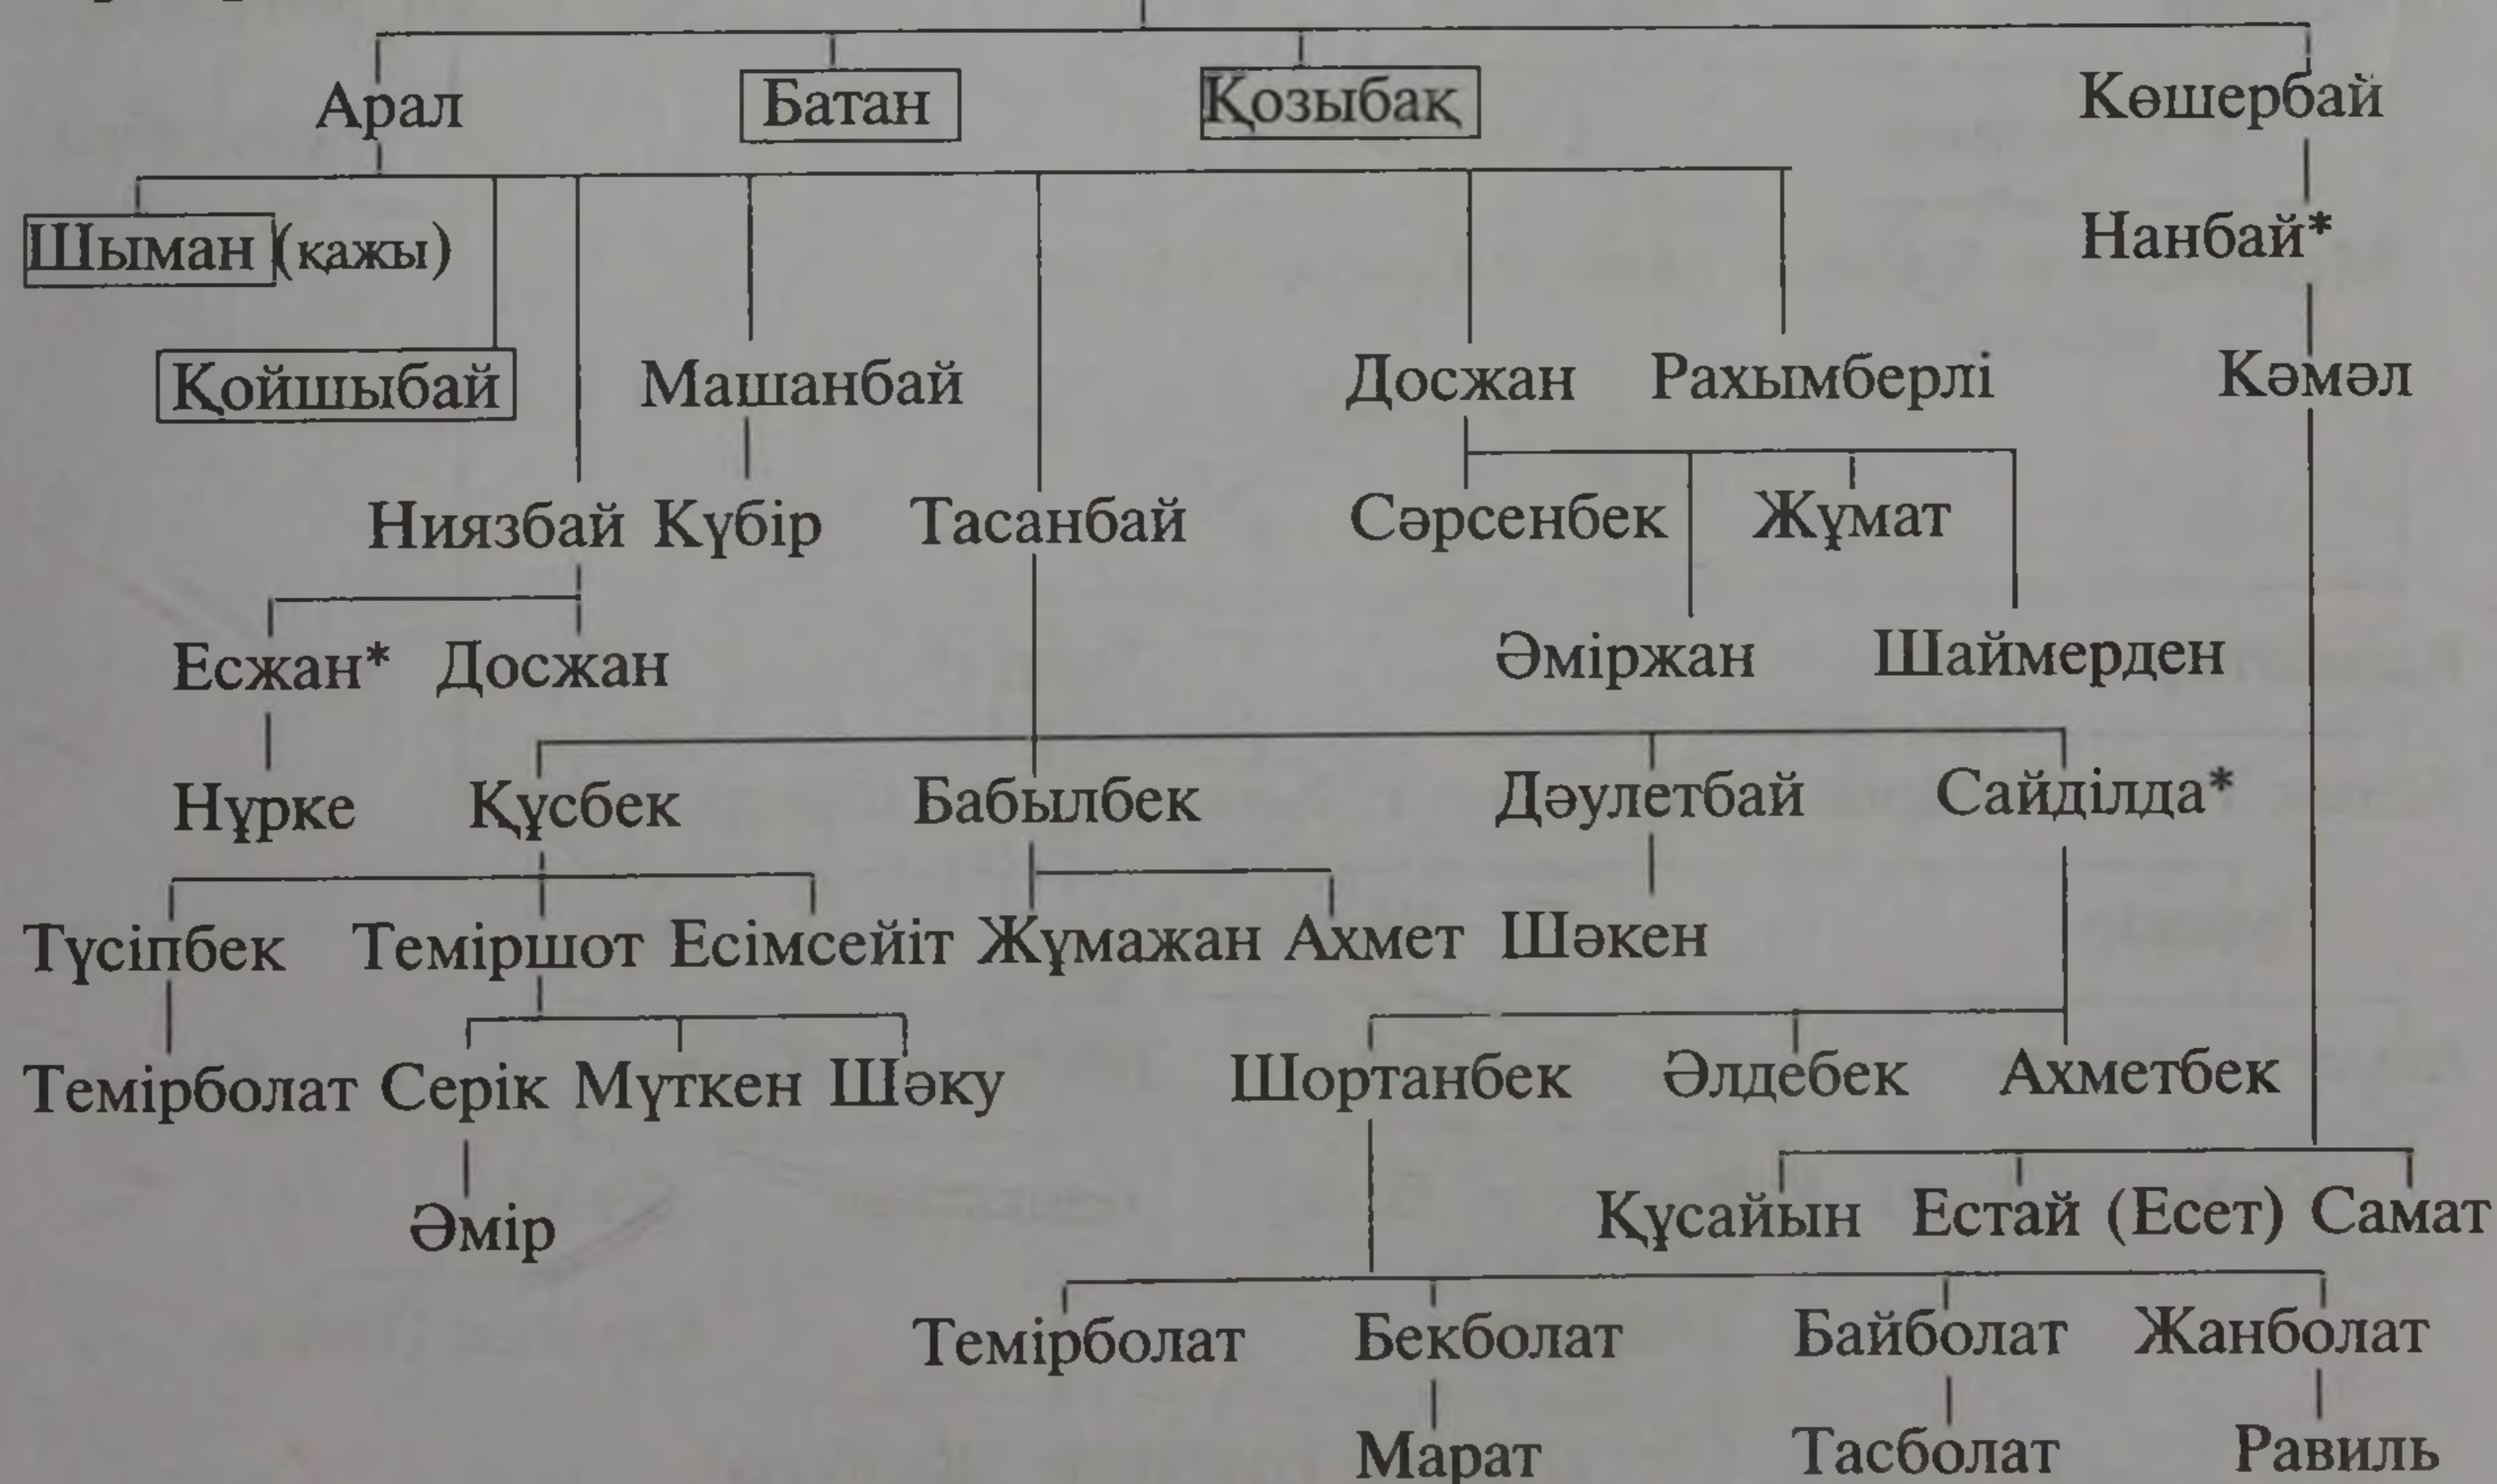 Арал Батан Қозыбақ Көшербай
Шыман (қажы) Нанбай*
Қойшыбай Машанбай Досжан Рахымберлі Кәмәл
Ниязбай Күбір Тасанбай Сәрсенбек Жұмат
Есжан* Досжан Әміржан Шаймерден
Нұрке Құсбек Бабылбек Дәулетбай Сайділда*
Түсіпбек Теміршот Есімсейіт Жұмажан Ахмет Шәкен
Темірболат Серік Мүткен Шәку Шортанбек Әлдебек Ахметбек
Әмір Құсайын Естай (Есет) Самат
Темірболат Бекболат Байболат Жанболат
Марат Тасболат Равиль